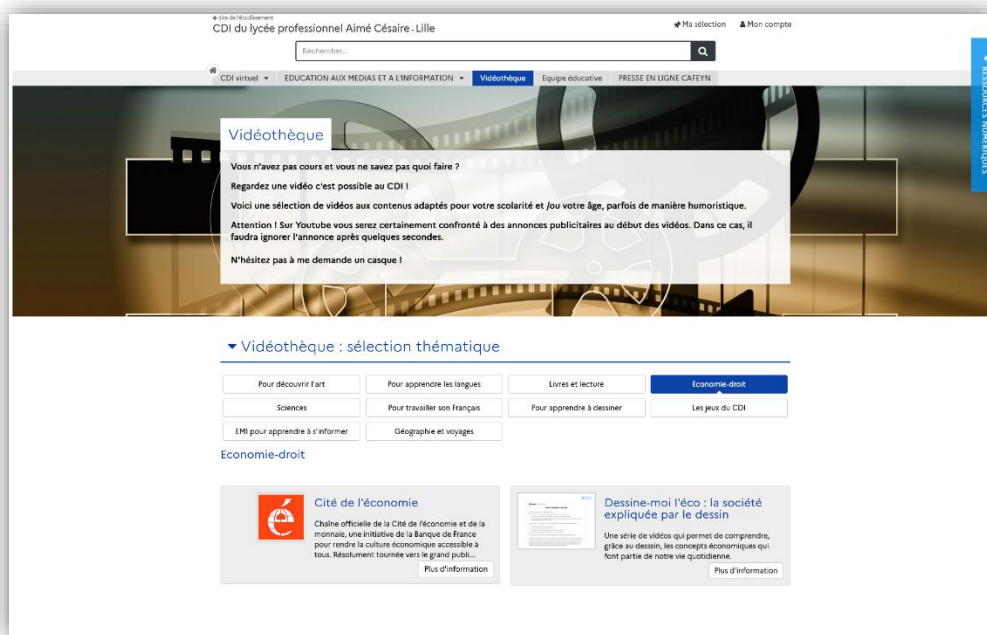 Site de l'établissement
CDI du lycée professionnel Aimé Césaire - Lille
Ma sélection
Mon compte
Rechercher...
CDI virtuel
EDUCATION AUX MEDIAS ET A L'INFORMATION
Vidéothèque
Equipe éducative
PRESSE EN LIGNE CAFEYN
RESSOURCES NUMERIQUES
Vidéothèque
Vous n'avez pas cours et vous ne savez pas quoi faire ?
Regardez une vidéo c'est possible au CDI !
Voici une sélection de vidéos aux contenus adaptés pour votre scolarité et /ou votre âge, parfois de manière humoristique.
Attention ! Sur Youtube vous serez certainement confronté à des annonces publicitaires au début des vidéos. Dans ce cas, il
faudra ignorer l'annonce après quelques secondes.
N'hésitez pas à me demande un casque !
Vidéothèque : sélection thématique
Pour découvrir l'art
Pour apprendre les langues
Livres et lecture
Economie-droit
Sciences
Pour travailler son Français
Pour apprendre à dessiner
Les jeux du CDI
EMI pour apprendre à s'informer
Géographie et voyages
Economie-droit
é
Cité de l'économie
Chaîne officielle de la Cité de l'économie et de la
monnaie, une initiative de la Banque de France
pour rendre la culture économique accessible à
tous. Résolument tournée vers le grand publi...
Plus d'information
Dessine-moi l'éco : la société
expliquée par le dessin
Une série de vidéos qui permet de comprendre,
grâce au dessin, les concepts économiques qui
font partie de notre vie quotidienne.
Plus d'information